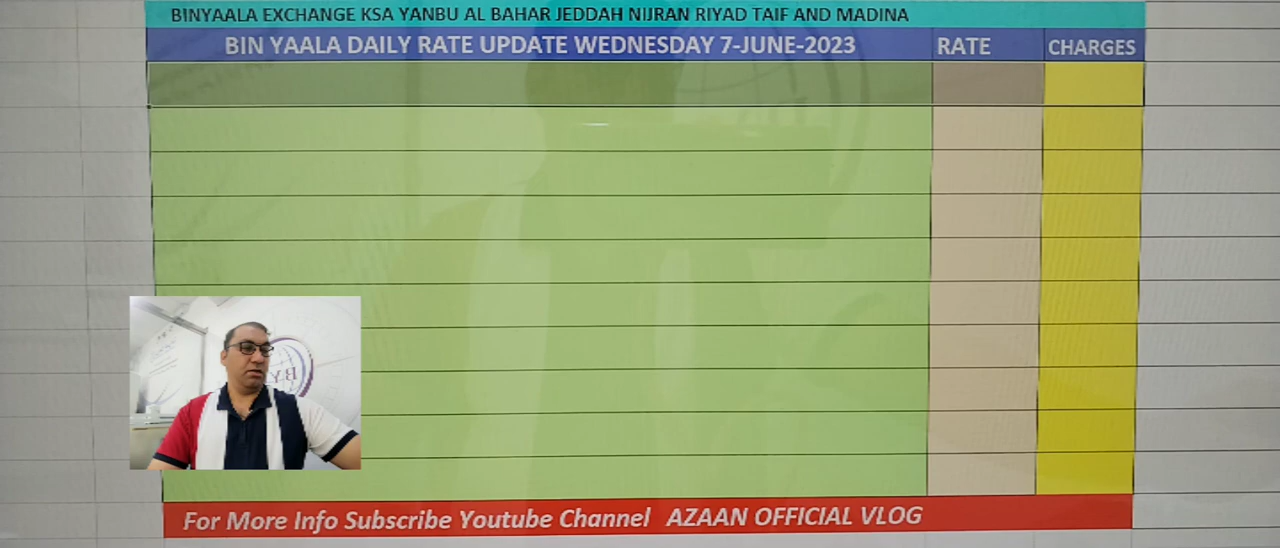 BINYAALA EXCHANGE KSA YANBU AL BAHAR JEDDAH NIJRAN RIYAD TAIF AND MADINA
BIN YAALA DAILY RATE UPDATE WEDNESDAY 7-JUNE-2023 RATE CHARGES
For More Info Subscribe Youtube Channel AZAAN OFFICIAL VLOG